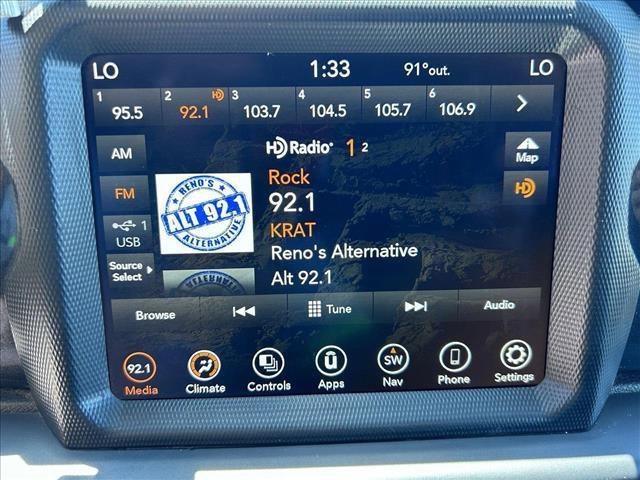 LO 1:33 91°out. LO
1 95.5 2 92.1 HD 3 103.7 4 104.5 5 105.7 6 106.9
AM
HD Radio 1 2
Map
FM
RENO'S
ALT 92.1
ALTERNATIVE
Rock
92.1
HD
USB 1
KRAT
Reno's Alternative
Source
Select
Alt 92.1
ALTERNATIVE
Browse Tune Audio
92.1 SW
Media Climate Controls Apps Nav Phone Settings